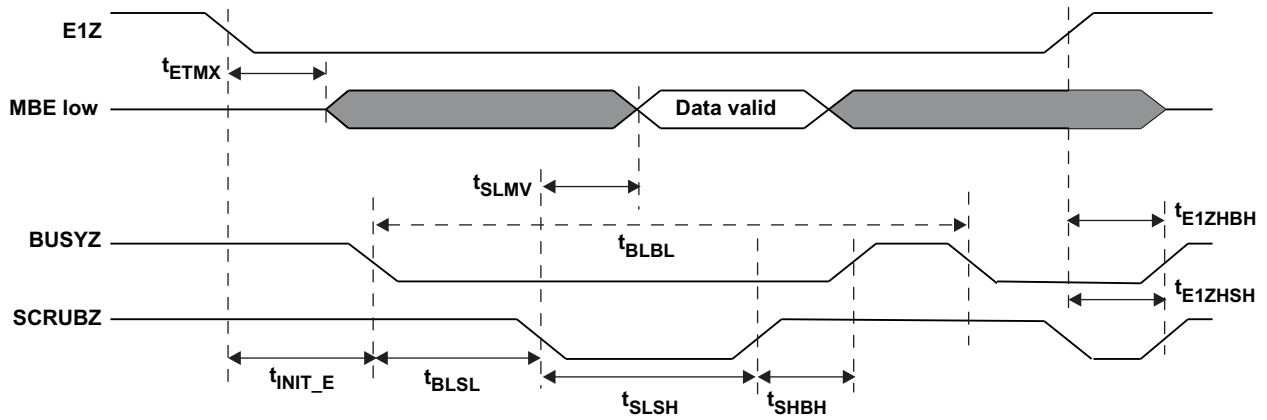 E1Z
tETMX
MBE low
Data valid
tSLMV
tE1ZHBH
BUSYZ
tBLBL
tE1ZHSH
SCRUBZ
tINIT_E
tBLSL
tSLSH
tSHBH